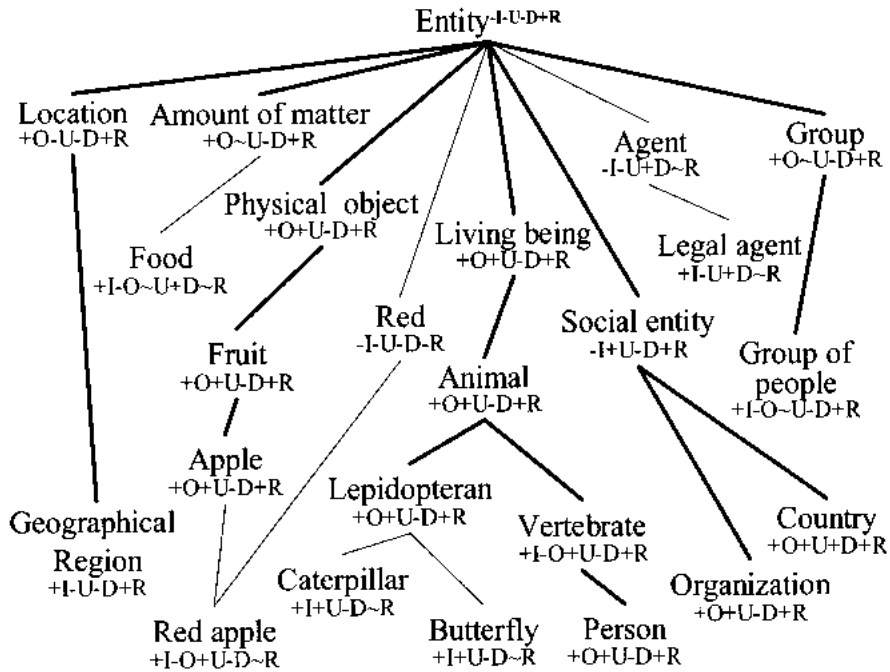 Entity-I-U-D+R
Location
+O-U-D+R
Amount of matter
+O~U-D+R
Agent
-I-U+D~R
Group
+O~U-D+R
Physical object
+O+U-D+R
Living being
+O+U-D+R
Legal agent
+I-U+D~R
Food
+I-O~U+D~R
Red
-I-U-D-R
Social entity
-I+U-D+R
Fruit
+O+U-D+R
Animal
+O+U-D+R
Group of
people
+I-O~U-D+R
Apple
+O+U-D+R
Lepidopteran
+O+U-D+R
Geographical
Region
+I-U-D+R
Vertebrate
+I-O+U-D+R
Country
+O+U+D+R
Caterpillar
+I+U-D~R
Organization
+O+U-D+R
Red apple
+I-O+U-D~R
Butterfly
+I+U-D~R
Person
+O+U-D+R